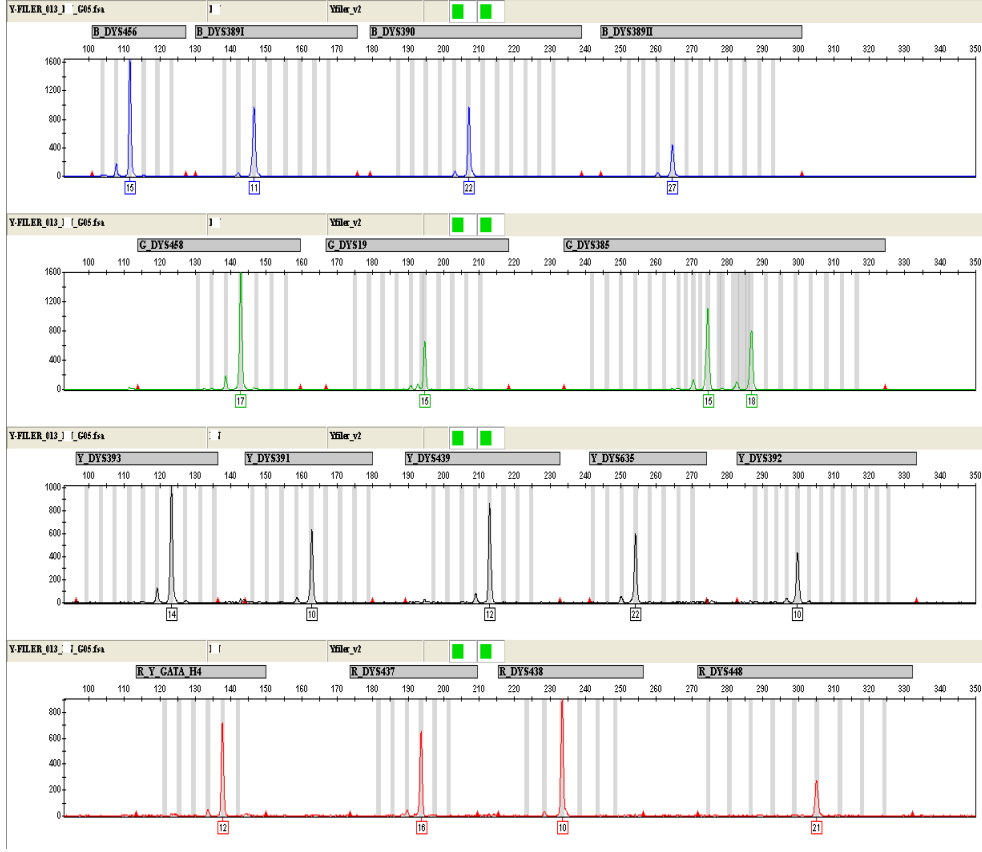 Y-FILER_013_ _G05.fsa Yfiler_v2
B_DYS456 B_DYS389I B_DYS390 B_DYS389II
100 110 120 130 140 150 160 170 180 190 200 210 220 230 240 250 260 270 280 290 300 310 320 330 340 350
1600
1200
800
400
0
15 11 22 27
Y-FILER_013_ _G05.fsa Yfiler_v2
G_DYS458 G_DYS19 G_DYS385
100 110 120 130 140 150 160 170 180 190 200 210 220 230 240 250 260 270 280 290 300 310 320 330 340 350
1600
1200
800
400
0
17 15 15 18
Y-FILER_013_ _G05.fsa Yfiler_v2
Y_DYS393 Y_DYS391 Y_DYS439 Y_DYS635 Y_DYS392
100 110 120 130 140 150 160 170 180 190 200 210 220 230 240 250 260 270 280 290 300 310 320 330 340 350
1000
800
600
400
200
0
14 10 12 22 10
Y-FILER_013_ _G05.fsa Yfiler_v2
R_Y_GATA_H4 R_DYS437 R_DYS438 R_DYS448
100 110 120 130 140 150 160 170 180 190 200 210 220 230 240 250 260 270 280 290 300 310 320 330 340 350
800
600
400
200
0
12 16 10 21